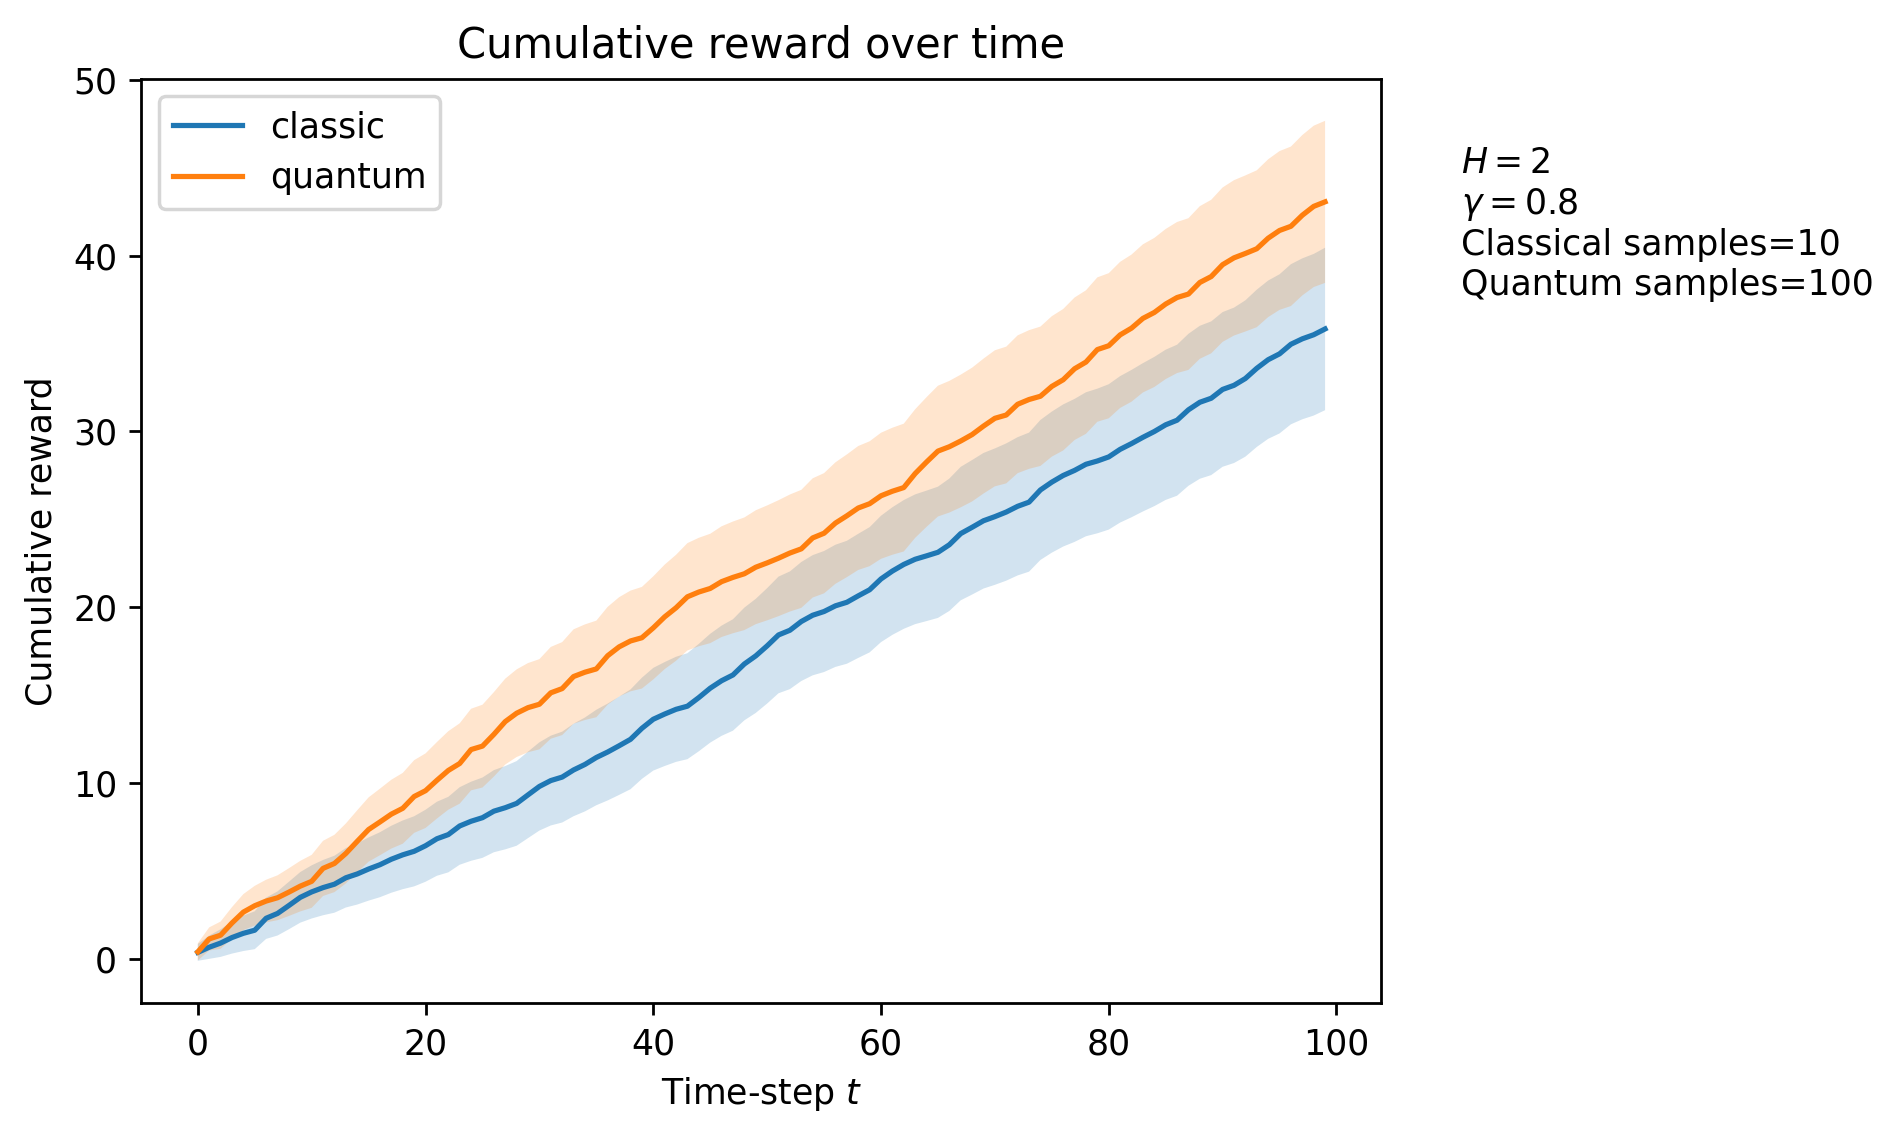 Cumulative reward over time
50
40
30
20
10
0
Cumulative reward
classic
quantum
0 20 40 60 80 100
Time-step t
H = 2
γ = 0.8
Classical samples=10
Quantum samples=100